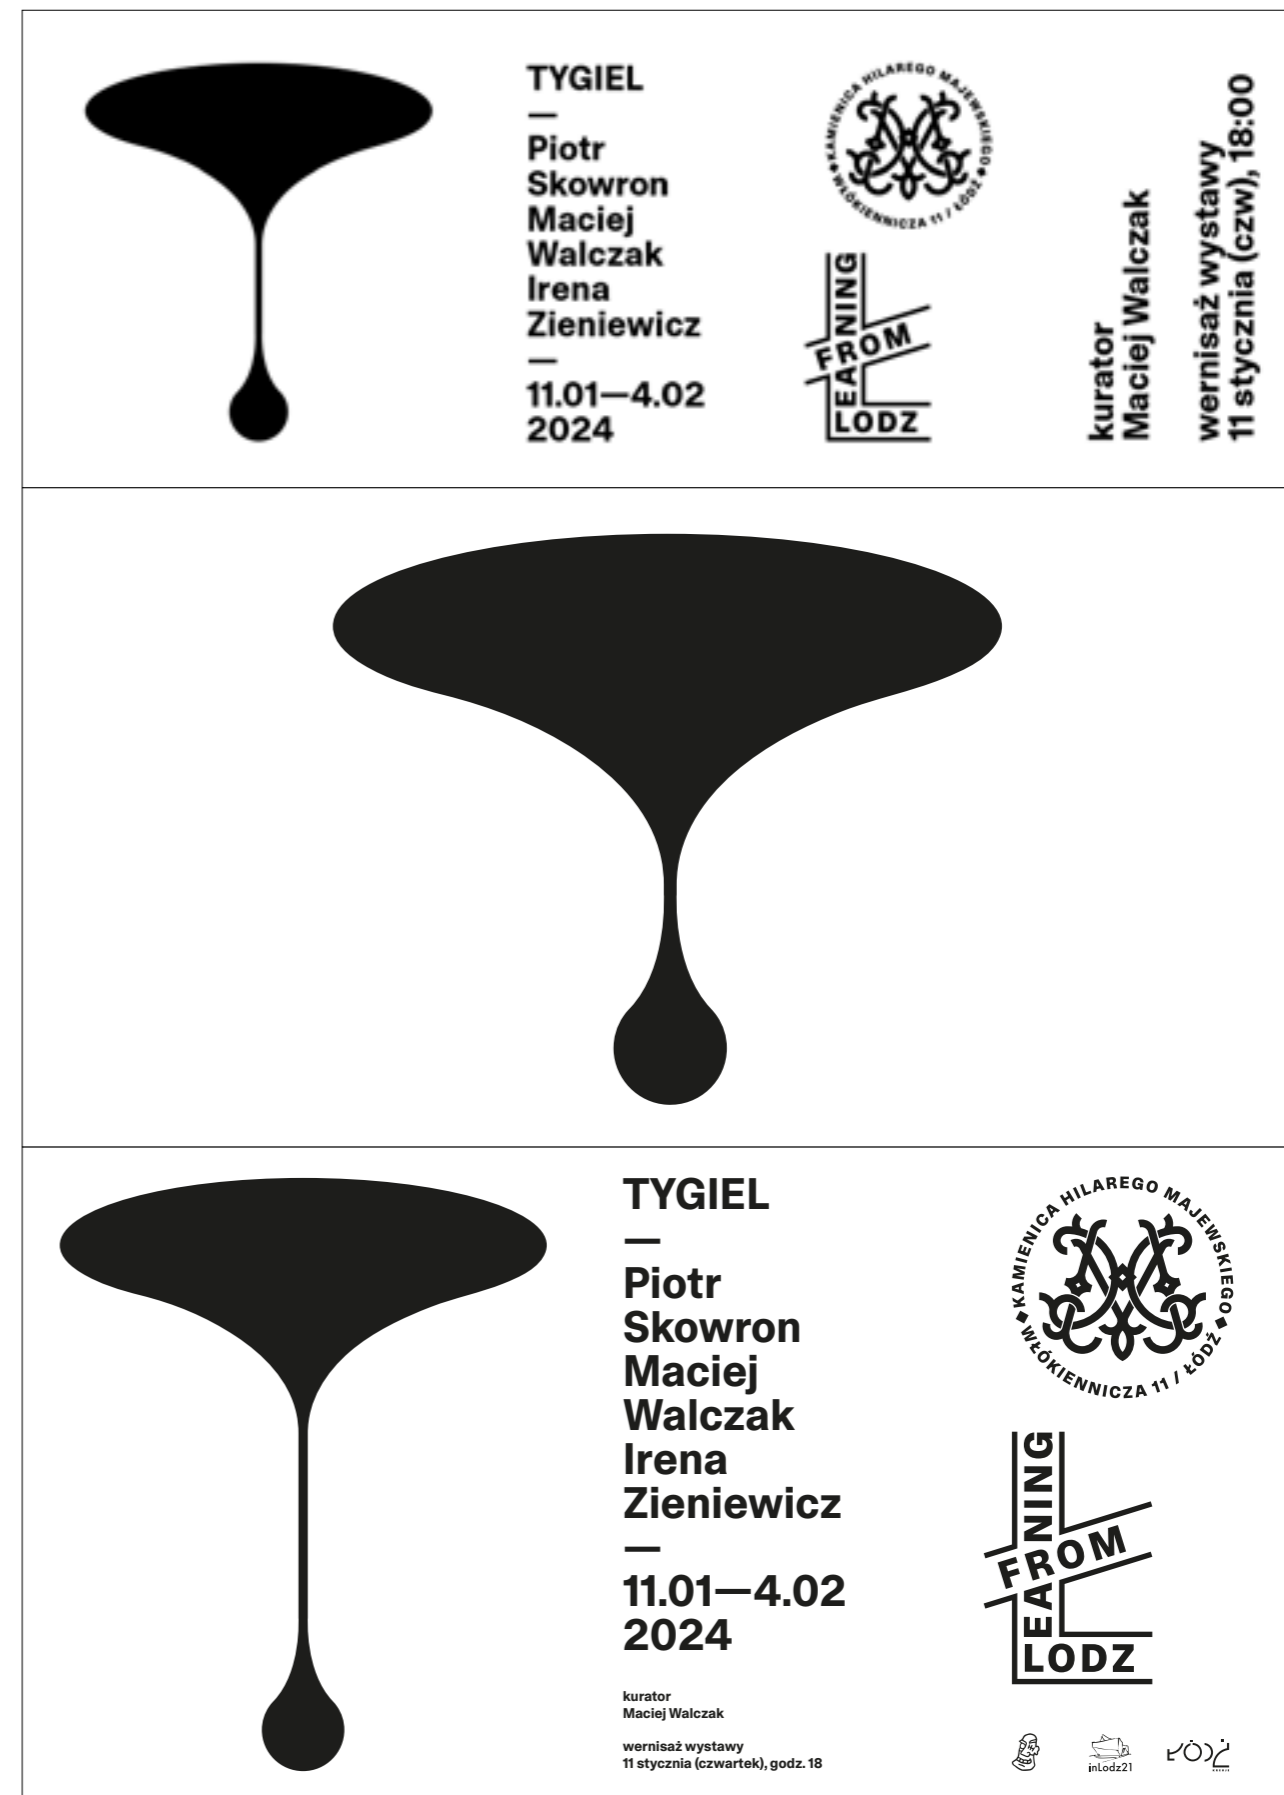 TYGIEL
—
Piotr
Skowron
Maciej
Walczak
Irena
Zieniewicz
—
11.01—4.02
2024
KAMIENICA HILAREGO MAJEWSKIEGO
WŁÓKIENNICZA 11 / ŁÓDŹ
LEARNING
FROM
LODZ
kurator
Maciej Walczak
wernisaż wystawy
11 stycznia (czw), 18:00
TYGIEL
—
Piotr
Skowron
Maciej
Walczak
Irena
Zieniewicz
—
11.01—4.02
2024
kurator
Maciej Walczak
wernisaż wystawy
11 stycznia (czwartek), godz. 18
KAMIENICA HILAREGO MAJEWSKIEGO
WŁÓKIENNICZA 11 / ŁÓDŹ
LEARNING
FROM
LODZ
inLodz21